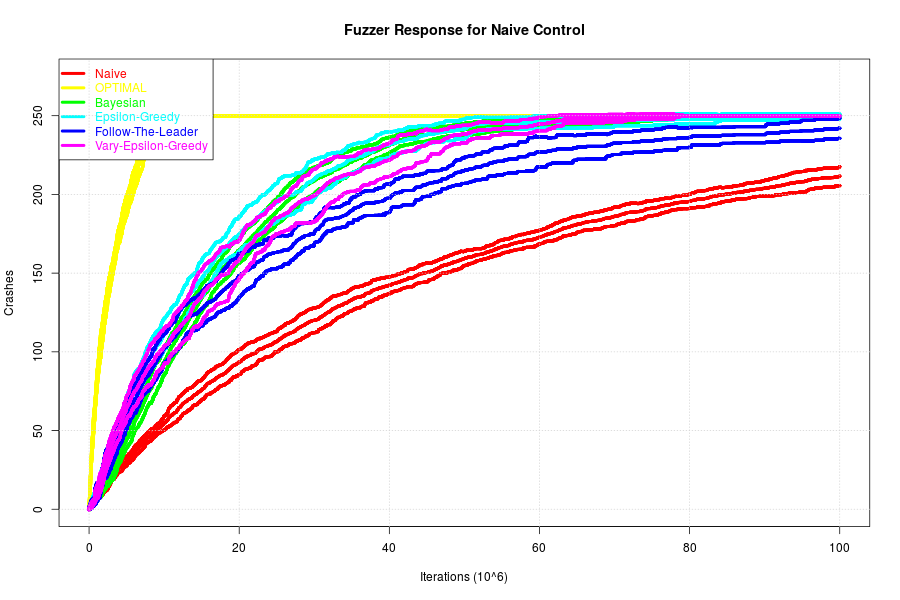 Fuzzer Response for Naive Control
Naive
OPTIMAL
Bayesian
Epsilon-Greedy
Follow-The-Leader
Vary-Epsilon-Greedy
Crashes
250
200
150
100
50
0
0 20 40 60 80 100
Iterations (10^6)